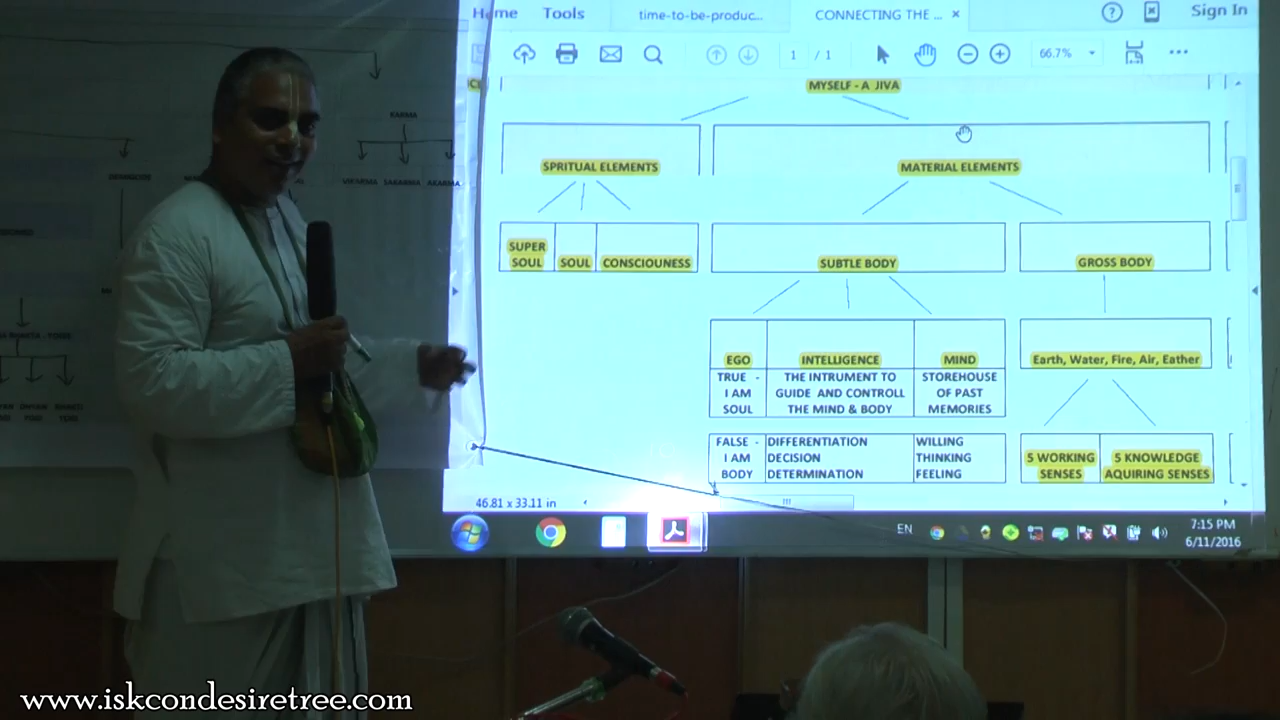 Home Tools time-to-be-produc... CONNECTING THE ... × Sign In
1 / 1 66.7%
MYSELF - A JIVA
SPRITUAL ELEMENTS
MATERIAL ELEMENTS
SUPER SOUL
SOUL
CONSCIOUNESS
SUBTLE BODY
GROSS BODY
EGO
INTELLIGENCE
MIND
Earth, Water, Fire, Air, Eather
TRUE -
I AM
SOUL
THE INTRUMENT TO
GUIDE AND CONTROLL
THE MIND & BODY
STOREHOUSE
OF PAST
MEMORIES
FALSE -
I AM
BODY
DIFFERENTIATION
DECISION
DETERMINATION
WILLING
THINKING
FEELING
5 WORKING
SENSES
5 KNOWLEDGE
AQUIRING SENSES
46.81 x 33.11 in
EN
7:15 PM
6/11/2016
KARMA
VIKARMA SAKARMA AKARMA
www.iskcondesiretree.com